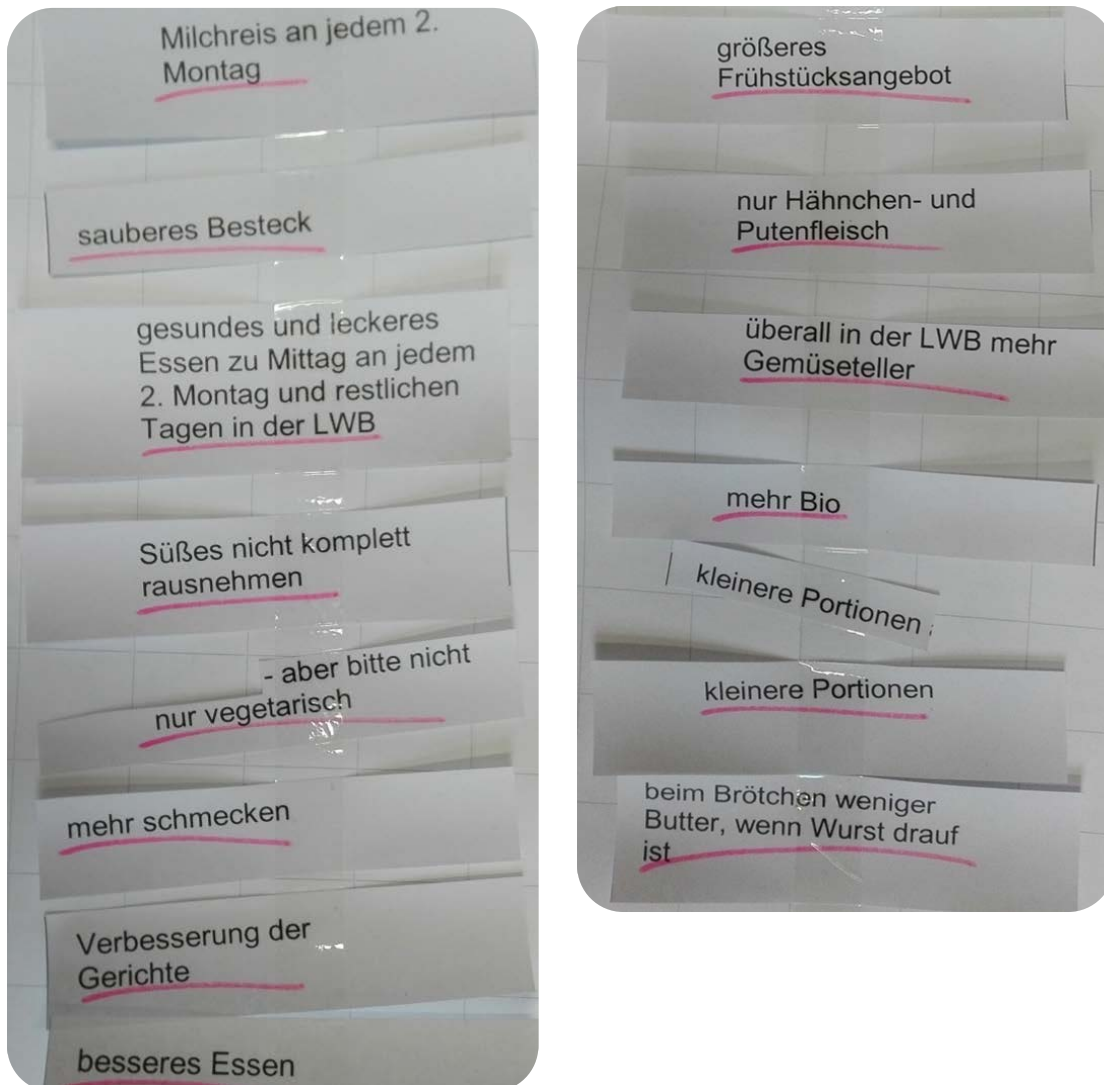 Milchreis an jedem 2.
Montag
sauberes Besteck
gesundes und leckeres
Essen zu Mittag an jedem
2. Montag und restlichen
Tagen in der LWB
Süßes nicht komplett
rausnehmen
- aber bitte nicht
nur vegetarisch
mehr schmecken
Verbesserung der
Gerichte
besseres Essen
größeres
Frühstücksangebot
nur Hähnchen- und
Putenfleisch
überall in der LWB mehr
Gemüseteller
mehr Bio
kleinere Portionen
kleinere Portionen
beim Brötchen weniger
Butter, wenn Wurst drauf
ist